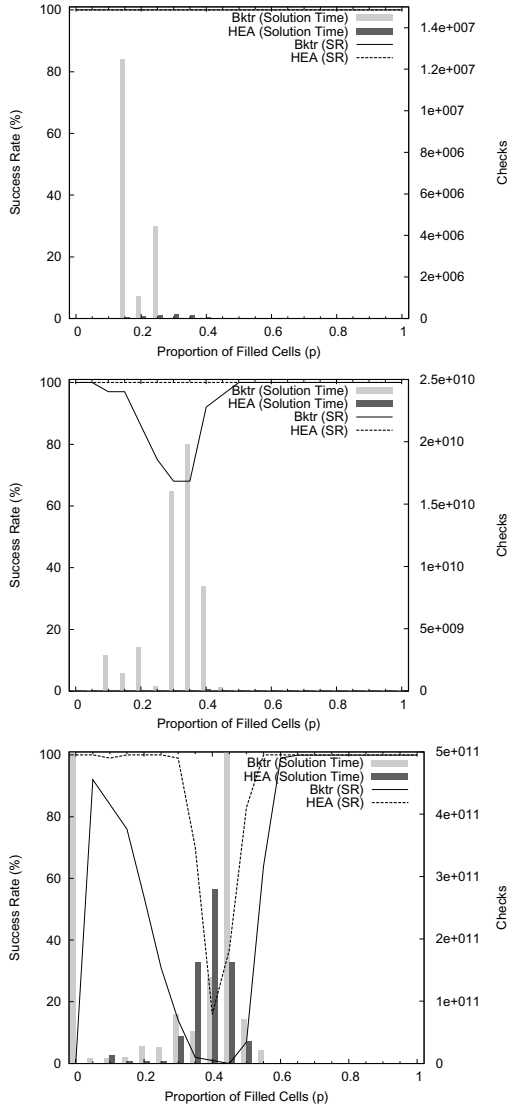 Success Rate (%)
100
80
60
40
20
0
Bktr (Solution Time)
HEA (Solution Time)
Bktr (SR)
HEA (SR)
1.4e+007
1.2e+007
1e+007
8e+006
6e+006
4e+006
2e+006
0
Checks
0 0.2 0.4 0.6 0.8 1
Proportion of Filled Cells (p)
Success Rate (%)
100
80
60
40
20
0
Bktr (Solution Time)
HEA (Solution Time)
Bktr (SR)
HEA (SR)
2.5e+010
2e+010
1.5e+010
1e+010
5e+009
0
Checks
0 0.2 0.4 0.6 0.8 1
Proportion of Filled Cells (p)
Success Rate (%)
100
80
60
40
20
0
Bktr (Solution Time)
HEA (Solution Time)
Bktr (SR)
HEA (SR)
5e+011
4e+011
3e+011
2e+011
1e+011
0
Checks
0 0.2 0.4 0.6 0.8 1
Proportion of Filled Cells (p)